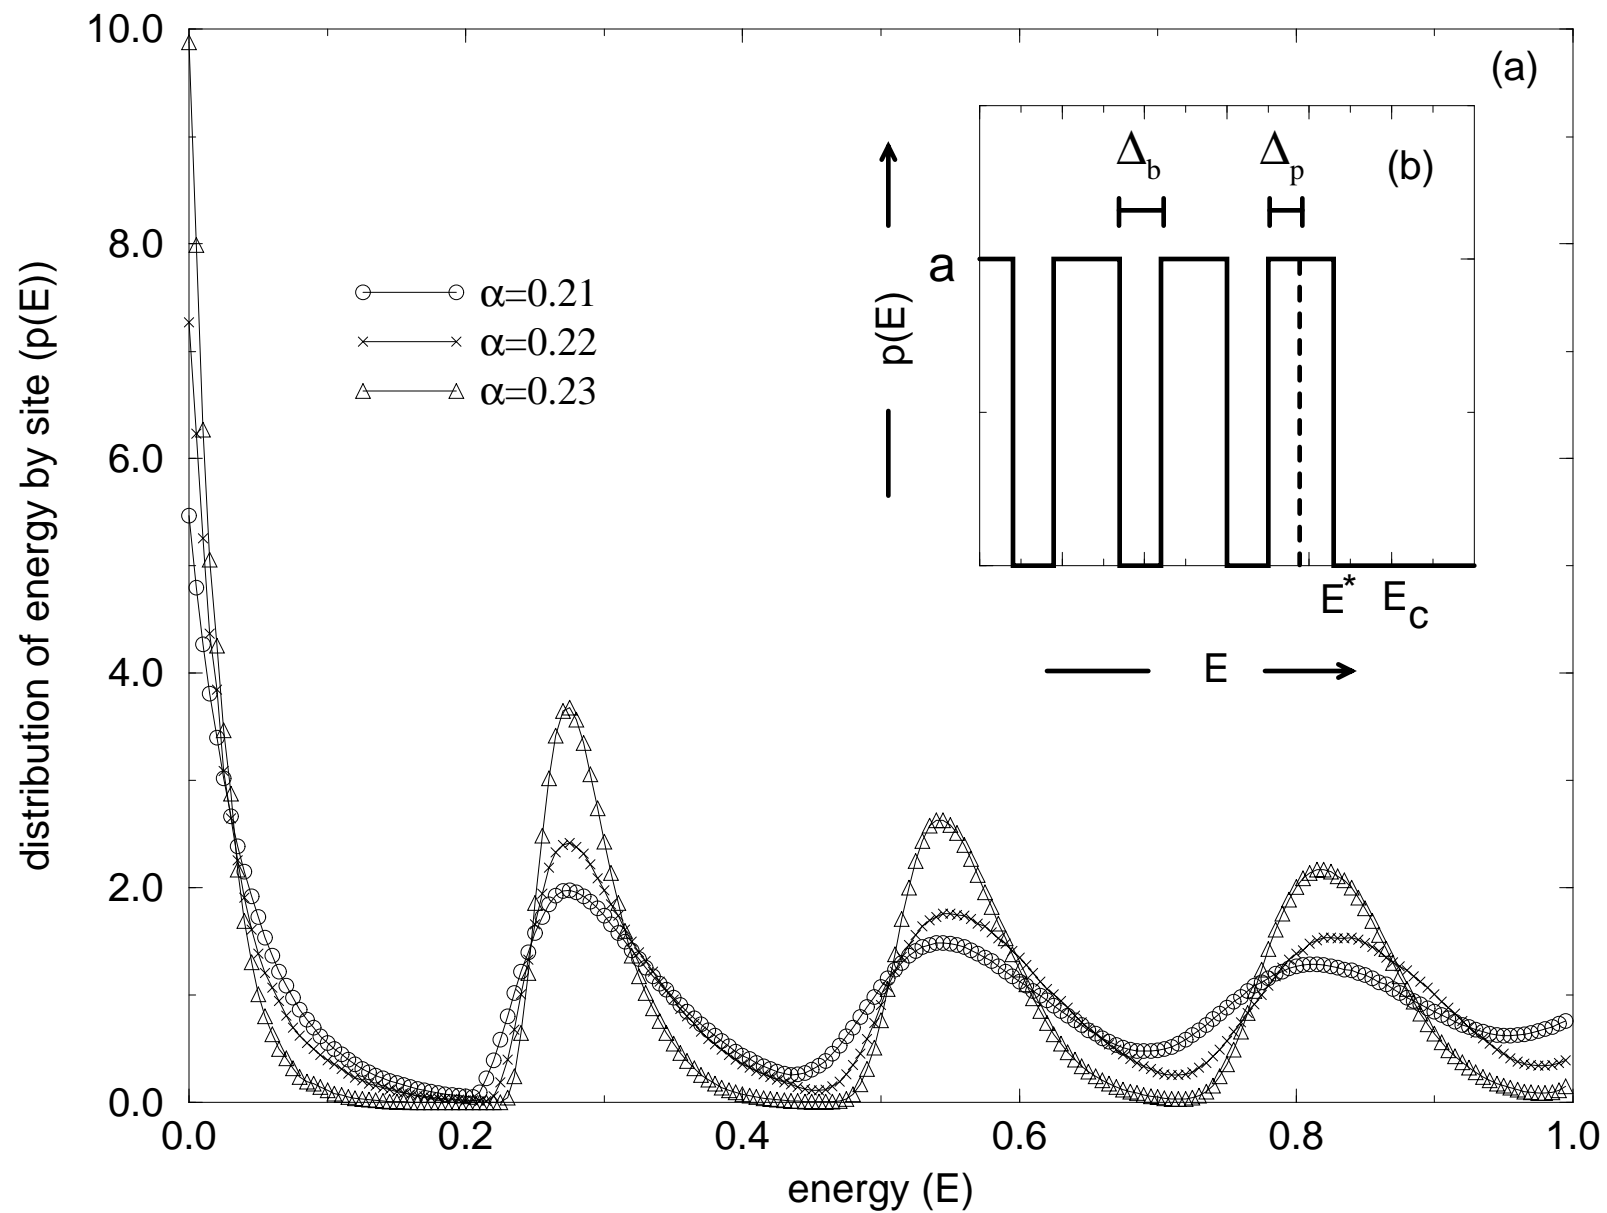 10.0
8.0
6.0
4.0
2.0
0.0
distribution of energy by site (p(E))
0.0 0.2 0.4 0.6 0.8 1.0
energy (E)
(a)
α=0.21
α=0.22
α=0.23
(b)
Δb
Δp
a
p(E)
E* Ec
E